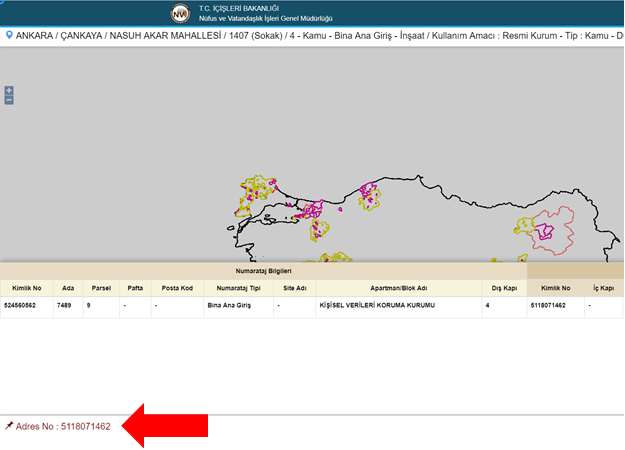 T.C. İÇİŞLERİ BAKANLIĞI
NVİ
Nüfus ve Vatandaşlık İşleri Genel Müdürlüğü
ANKARA / ÇANKAYA / NASUH AKAR MAHALLESİ / 1407 (Sokak) / 4 - Kamu - Bina Ana Giriş - İnşaat / Kullanım Amacı : Resmi Kurum - Tip : Kamu - D
+
−
Numarataj Bilgileri
Kimlik No Ada Parsel Pafta Posta Kod Numarataj Tipi Site Adı Apartman/Blok Adı Dış Kapı Kimlik No İç Kapı
524560562 7489 9 - - Bina Ana Giriş - KİŞİSEL VERİLERİ KORUMA KURUMU 4 5118071462 -
Adres No : 5118071462